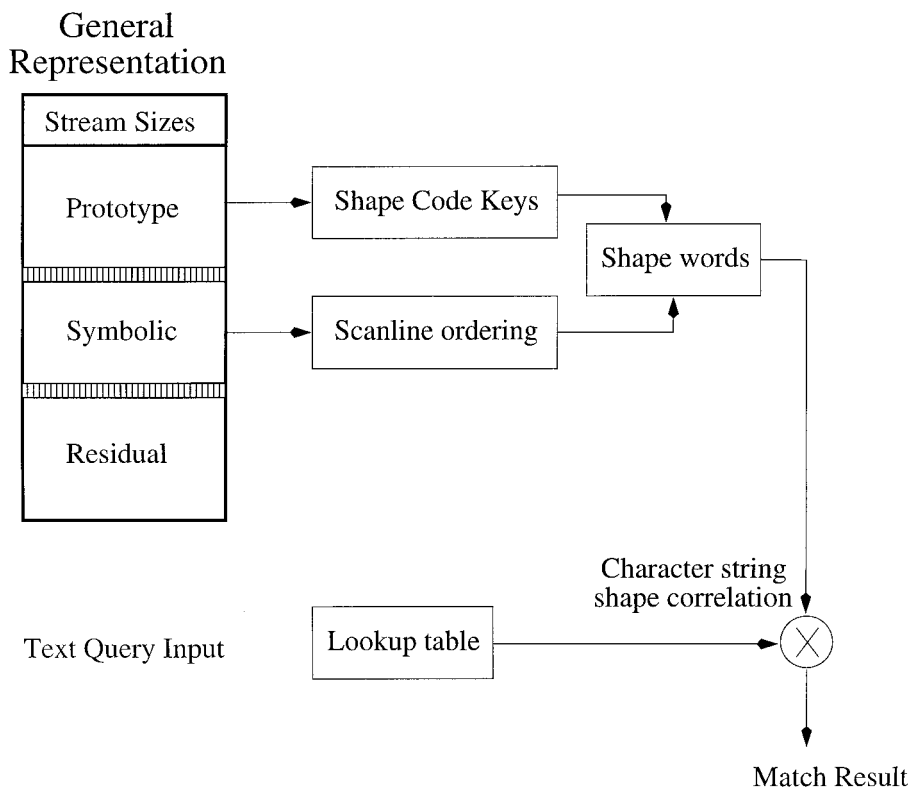 General
Representation
Stream Sizes
Prototype
Shape Code Keys
Shape words
Symbolic
Scanline ordering
Residual
Character string
shape correlation
Text Query Input
Lookup table
Match Result